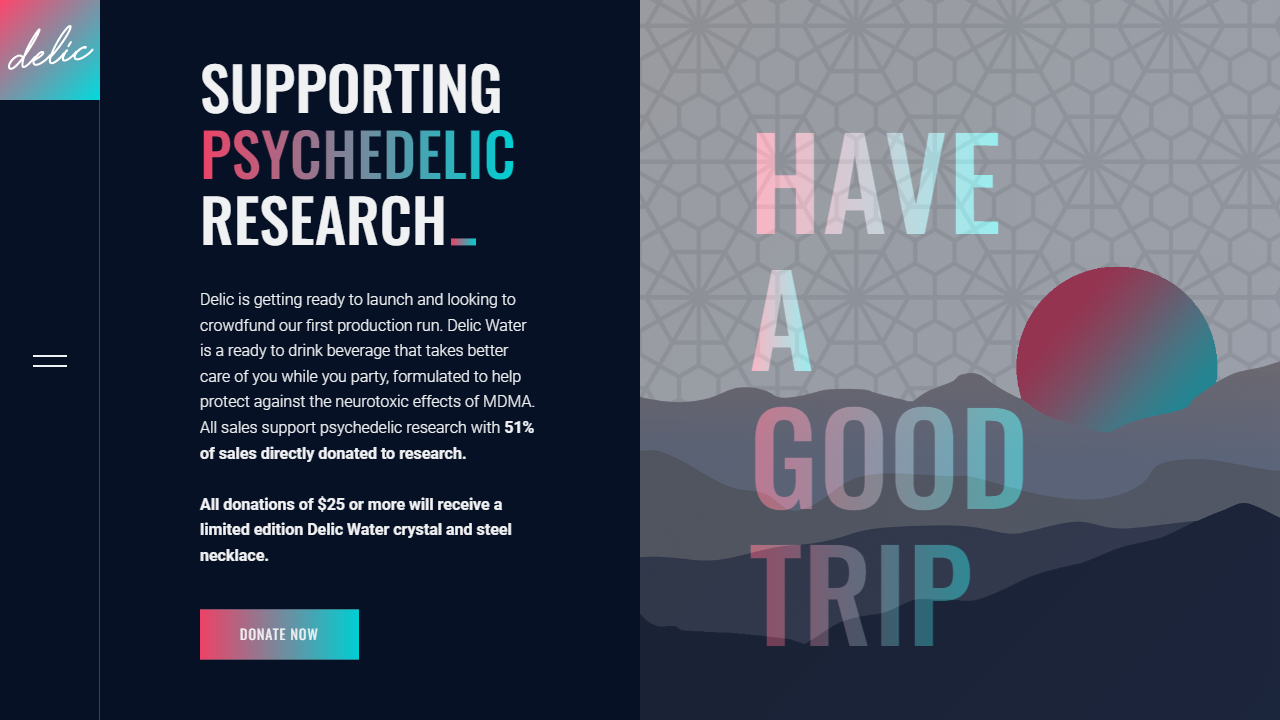 delic
SUPPORTING
PSYCHEDELIC
RESEARCH_
Delic is getting ready to launch and looking to
crowdfund our first production run. Delic Water
is a ready to drink beverage that takes better
care of you while you party, formulated to help
protect against the neurotoxic effects of MDMA.
All sales support psychedelic research with 51%
of sales directly donated to research.
All donations of $25 or more will receive a
limited edition Delic Water crystal and steel
necklace.
DONATE NOW
HAVE
A
GOOD
TRIP